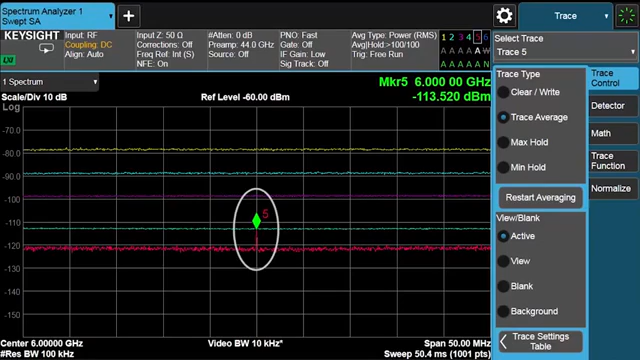 Spectrum Analyzer 1
Swept SA
Trace
KEYSIGHT
Input: RF
Coupling: DC
Align: Auto
Input Z: 50 Ω
Corrections: Off
Freq Ref: Int (S)
NFE: On
#Atten: 0 dB
Preamp: 44.0 GHz
PNO: Fast
Gate: Off
IF Gain: Low
Sig Track: Off
Avg Type: Power (RMS)
Avg|Hold:>100/100
Trig: Free Run
1 2 3 4 5 6
Select Trace
Trace 5
1 Spectrum
Scale/Div 10 dB
Ref Level -60.00 dBm
Mkr5 6.000 00 GHz
-113.520 dBm
Log
-70.0
-80.0
-90.0
-100
-110
-120
-130
-140
-150
5
Center 6.00000 GHz
#Res BW 100 kHz
Video BW 10 kHz*
Span 50.00 MHz
Sweep 50.4 ms (1001 pts)
Trace Type
Clear / Write
Trace Average
Max Hold
Min Hold
Restart Averaging
View/Blank
Active
View
Blank
Background
Trace Settings
Table
Trace
Control
Detector
Math
Trace
Function
Normalize